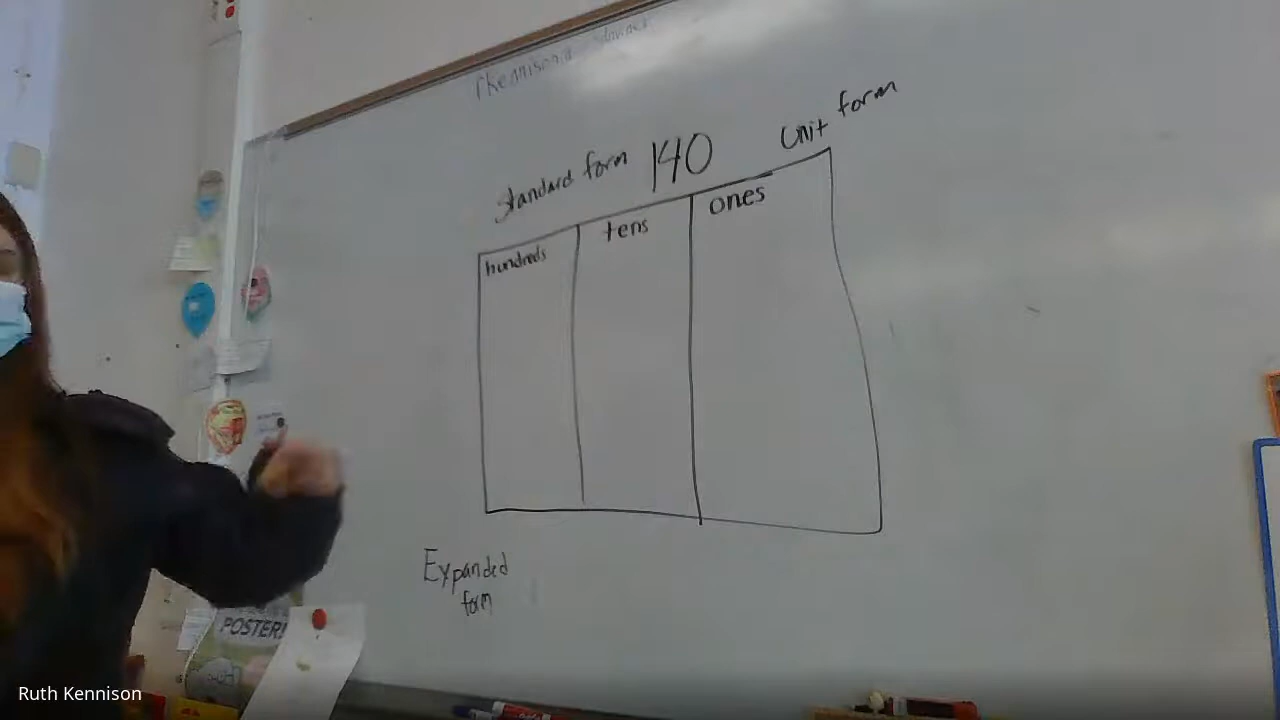 Standard form 140 Unit form
hundreds tens ones
Expanded
form
POSTER!
Ruth Kennison